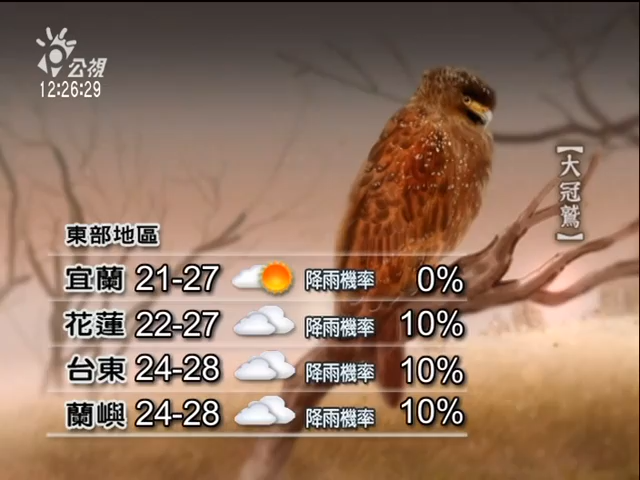 公視
12:26:29
【大冠鷲】
東部地區
宜蘭 21-27 降雨機率 0%
花蓮 22-27 降雨機率 10%
台東 24-28 降雨機率 10%
蘭嶼 24-28 降雨機率 10%